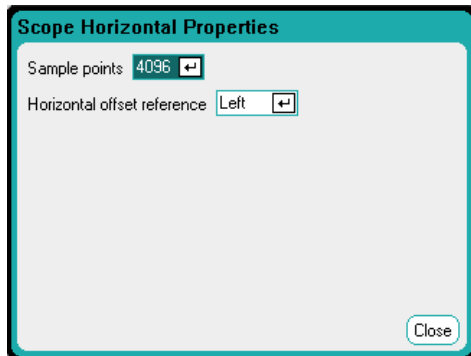 Scope Horizontal Properties
Sample points 4096
Horizontal offset reference Left
Close